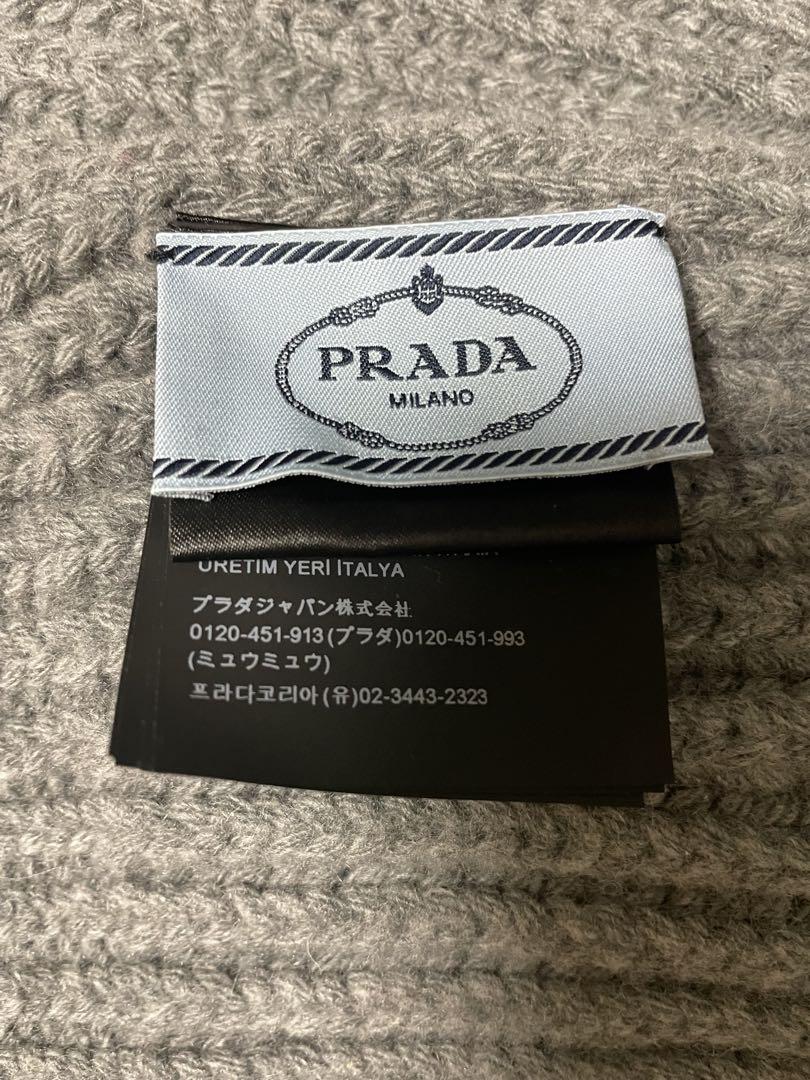 PRADA
MILANO
ÜRETİM YERİ İTALYA
プラダジャパン株式会社
0120-451-913(プラダ)0120-451-993
(ミュウミュウ)
프라다코리아(유)02-3443-2323